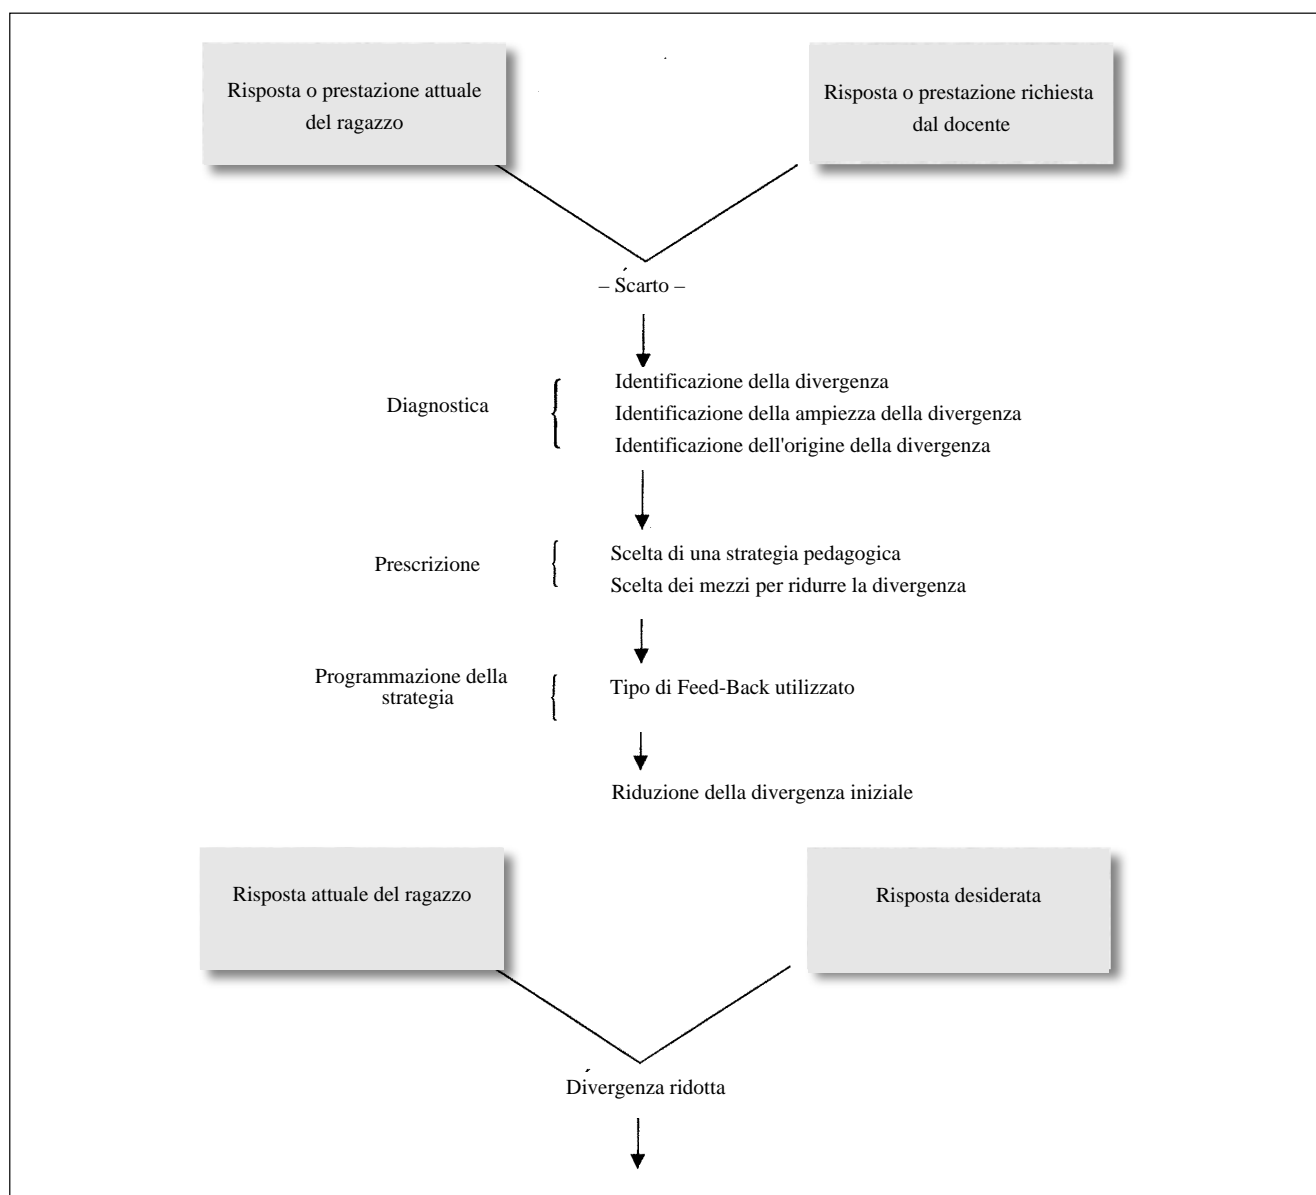 Risposta o prestazione attuale
del ragazzo
Risposta o prestazione richiesta
dal docente
– Scarto –
Diagnostica
Identificazione della divergenza
Identificazione della ampiezza della divergenza
Identificazione dell'origine della divergenza
Prescrizione
Scelta di una strategia pedagogica
Scelta dei mezzi per ridurre la divergenza
Programmazione della
strategia
Tipo di Feed-Back utilizzato
Riduzione della divergenza iniziale
Risposta attuale del ragazzo
Risposta desiderata
Divergenza ridotta